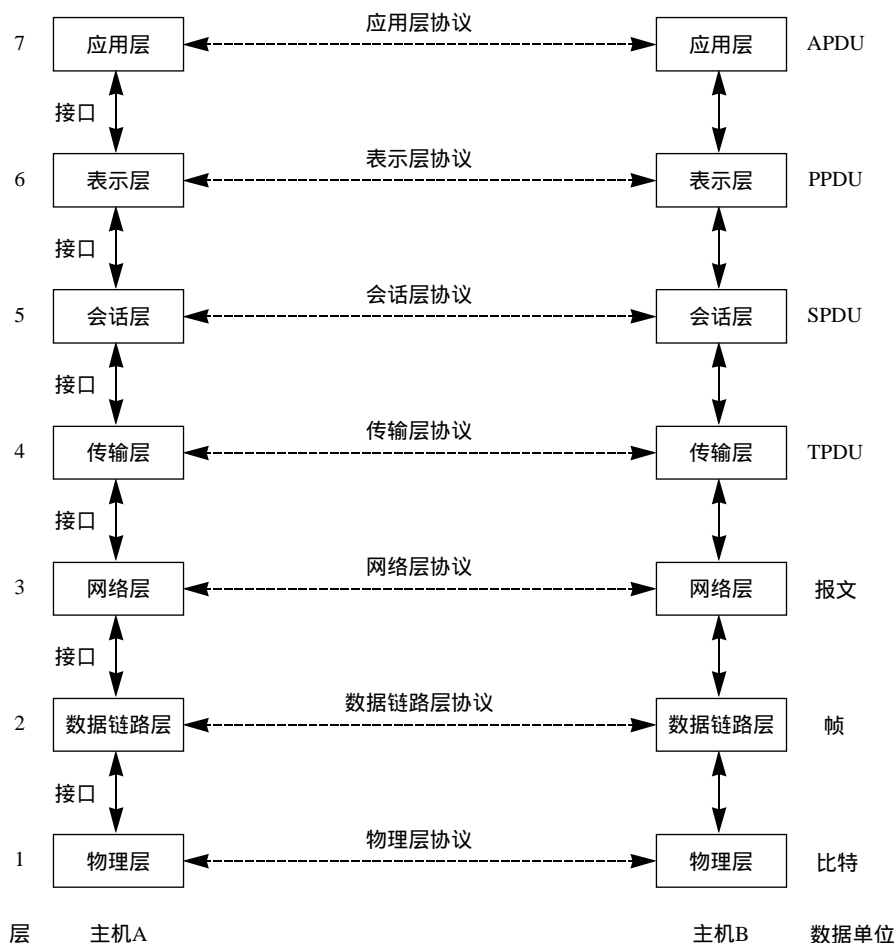 应用层协议
7 应用层 应用层 APDU
接口
表示层协议
6 表示层 表示层 PPDU
接口
会话层协议
5 会话层 会话层 SPDU
接口
传输层协议
4 传输层 传输层 TPDU
接口
网络层协议
3 网络层 网络层 报文
接口
数据链路层协议
2 数据链路层 数据链路层 帧
接口
物理层协议
1 物理层 物理层 比特
层 主机A 主机B 数据单位